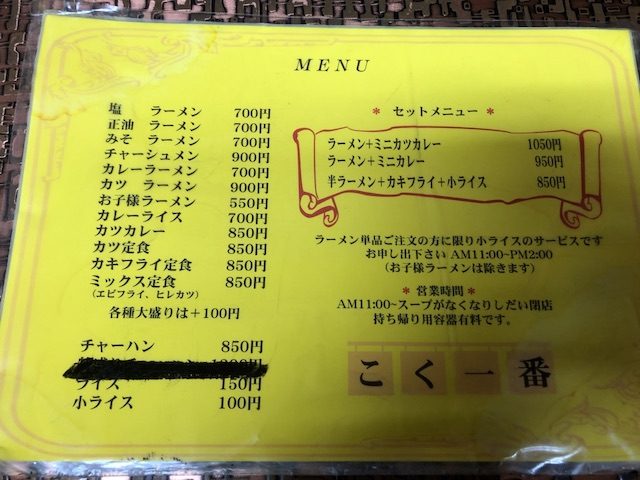 MENU
塩 ラーメン 700円
正油 ラーメン 700円
みそ ラーメン 700円
チャーシュメン 900円
カレーラーメン 700円
カツ ラーメン 900円
お子様ラーメン 550円
カレーライス 700円
カツカレー 850円
カツ定食 850円
カキフライ定食 850円
ミックス定食 850円
(エビフライ、ヒレカツ)
各種大盛りは+100円
チャーハン 850円
ライス 150円
小ライス 100円
* セットメニュー *
ラーメン+ミニカツカレー 1050円
ラーメン+ミニカレー 950円
半ラーメン+カキフライ+小ライス 850円
ラーメン単品ご注文の方に限り小ライスのサービスです
お申し出下さい AM11:00~PM2:00
(お子様ラーメンは除きます)
* 営業時間 *
AM11:00~スープがなくなりしだい閉店
持ち帰り用容器有料です。
こく一番